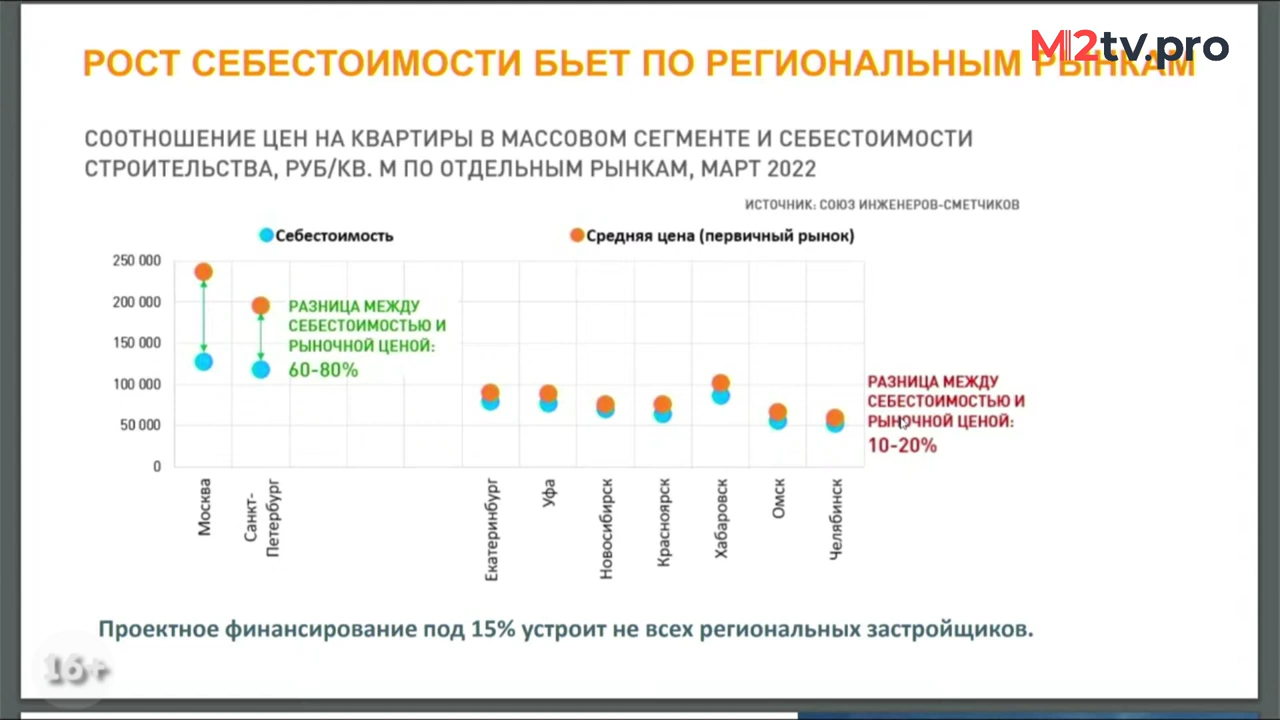 M2tv.pro
РОСТ СЕБЕСТОИМОСТИ БЬЕТ ПО РЕГИОНАЛЬНЫМ РЫНКАМ
СООТНОШЕНИЕ ЦЕН НА КВАРТИРЫ В МАССОВОМ СЕГМЕНТЕ И СЕБЕСТОИМОСТИ
СТРОИТЕЛЬСТВА, РУБ/КВ. М ПО ОТДЕЛЬНЫМ РЫНКАМ, МАРТ 2022
ИСТОЧНИК: СОЮЗ ИНЖЕНЕРОВ-СМЕТЧИКОВ
Себестоимость
Средняя цена (первичный рынок)
250 000
200 000
150 000
100 000
50 000
0
РАЗНИЦА МЕЖДУ
СЕБЕСТОИМОСТЬЮ И
РЫНОЧНОЙ ЦЕНОЙ:
60-80%
РАЗНИЦА МЕЖДУ
СЕБЕСТОИМОСТЬЮ И
РЫНОЧНОЙ ЦЕНОЙ:
10-20%
Москва
Санкт-
Петербург
Екатеринбург
Уфа
Новосибирск
Красноярск
Хабаровск
Омск
Челябинск
Проектное финансирование под 15% устроит не всех региональных застройщиков.
16+